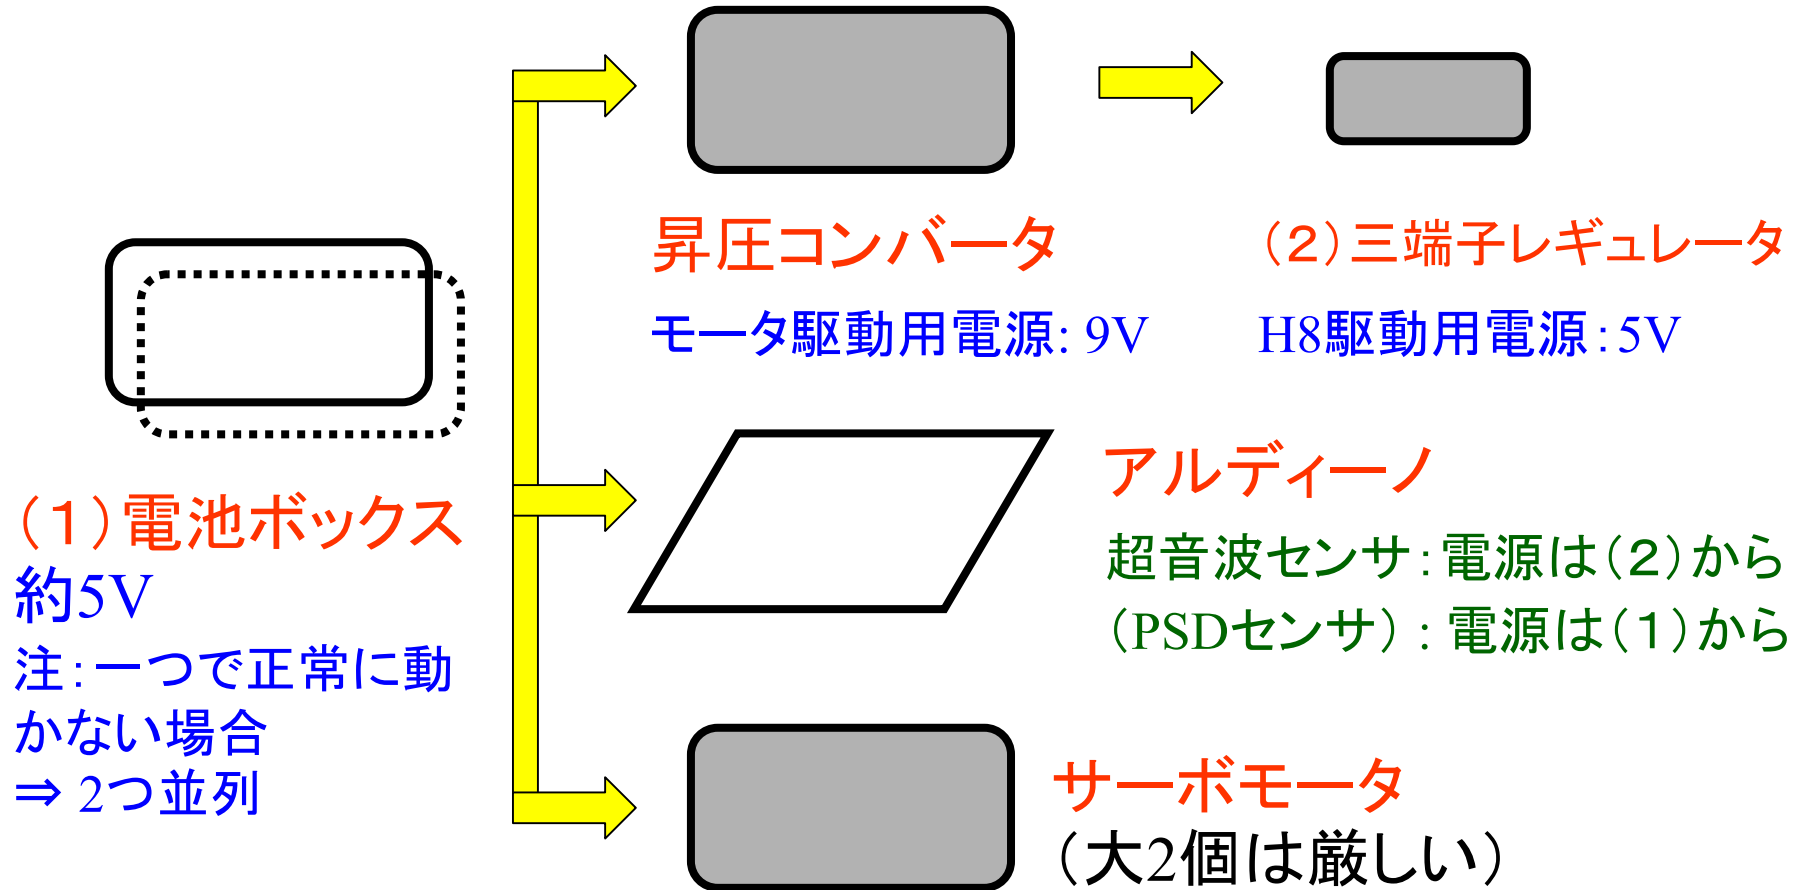 昇圧コンバータ
モータ駆動用電源: 9V
（2）三端子レギュレータ
H8駆動用電源：5V
（1）電池ボックス
約5V
注：一つで正常に動
かない場合
⇒ 2つ並列
アルディーノ
超音波センサ：電源は（2）から
（PSDセンサ）：電源は（1）から
サーボモータ
（大2個は厳しい）